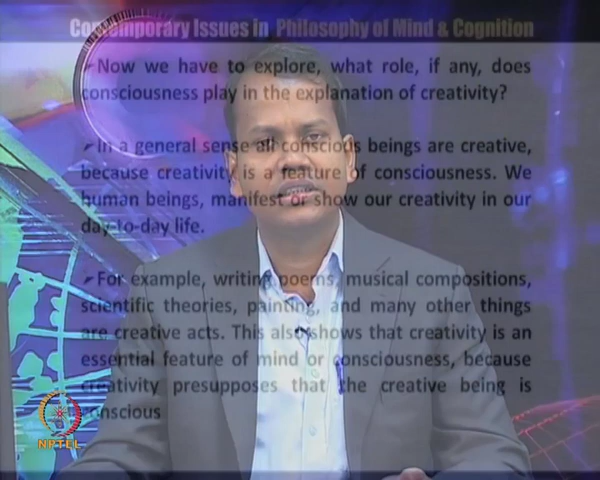 Contemporary Issues in Philosophy of Mind & Cognition
➤Now we have to explore, what role, if any, does
consciousness play in the explanation of creativity?
➤In a general sense all conscious beings are creative,
because creativity is a feature of consciousness. We
human beings, manifest or show our creativity in our
day-to-day life.
➤For example, writing poems, musical compositions,
scientific theories, painting, and many other things
are creative acts. This also shows that creativity is an
essential feature of mind or consciousness, because
creativity presupposes that the creative being is
conscious
NPTEL